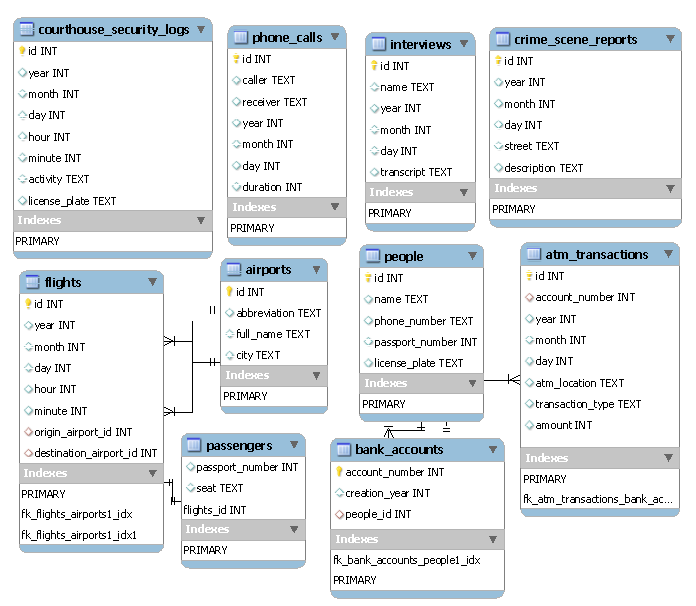 courthouse_security_logs
id INT
year INT
month INT
day INT
hour INT
minute INT
activity TEXT
license_plate TEXT
Indexes
PRIMARY
phone_calls
id INT
caller TEXT
receiver TEXT
year INT
month INT
day INT
duration INT
Indexes
PRIMARY
interviews
id INT
name TEXT
year INT
month INT
day INT
transcript TEXT
Indexes
PRIMARY
crime_scene_reports
id INT
year INT
month INT
day INT
street TEXT
description TEXT
Indexes
PRIMARY
flights
id INT
year INT
month INT
day INT
hour INT
minute INT
origin_airport_id INT
destination_airport_id INT
Indexes
PRIMARY
fk_flights_airports1_idx
fk_flights_airports1_idx1
airports
id INT
abbreviation TEXT
full_name TEXT
city TEXT
Indexes
PRIMARY
people
id INT
name TEXT
phone_number TEXT
passport_number INT
license_plate TEXT
Indexes
PRIMARY
atm_transactions
id INT
account_number INT
year INT
month INT
day INT
atm_location TEXT
transaction_type TEXT
amount INT
Indexes
PRIMARY
fk_atm_transactions_bank_ac...
passengers
passport_number INT
seat TEXT
flights_id INT
Indexes
PRIMARY
bank_accounts
account_number INT
creation_year INT
people_id INT
Indexes
fk_bank_accounts_people1_idx
PRIMARY